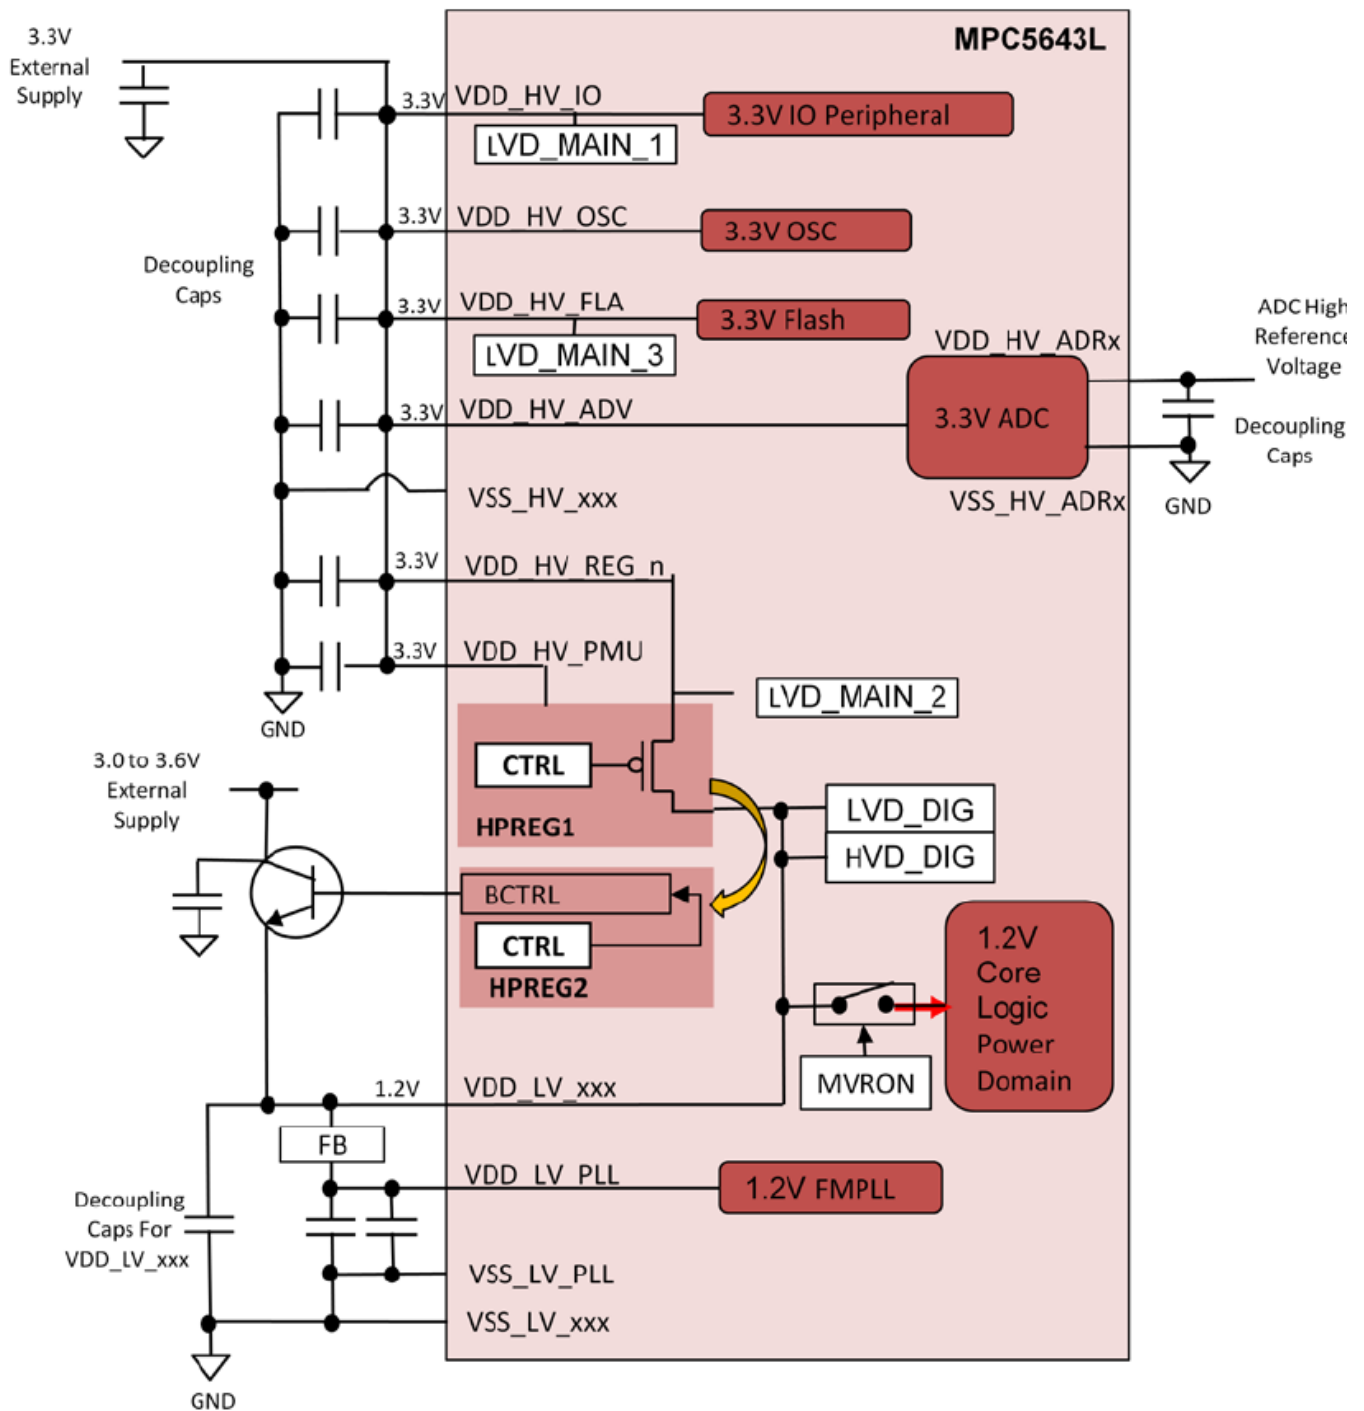 MPC5643L
3.3V
External
Supply
3.3V
VDD_HV_IO
3.3V IO Peripheral
LVD_MAIN_1
3.3V
VDD_HV_OSC
3.3V OSC
Decoupling
Caps
3.3V
VDD_HV_FLA
3.3V Flash
LVD_MAIN_3
ADC High
Reference
Voltage
VDD_HV_ADRx
3.3V
VDD_HV_ADV
3.3V ADC
Decoupling
Caps
VSS_HV_xxx
VSS_HV_ADRx
GND
3.3V
VDD_HV_REG_n
3.3V
VDD_HV_PMU
LVD_MAIN_2
GND
3.0 to 3.6V
External
Supply
CTRL
HPREG1
LVD_DIG
HVD_DIG
BCTRL
CTRL
HPREG2
1.2V
Core
Logic
Power
Domain
MVRON
1.2V
VDD_LV_xxx
FB
VDD_LV_PLL
1.2V FMPLL
Decoupling
Caps For
VDD_LV_xxx
VSS_LV_PLL
VSS_LV_xxx
GND